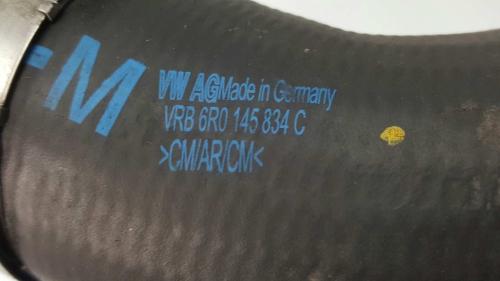 -M
VW AG Made in Germany
VRB 6R0 145 834 C
>CM/AR/CM<